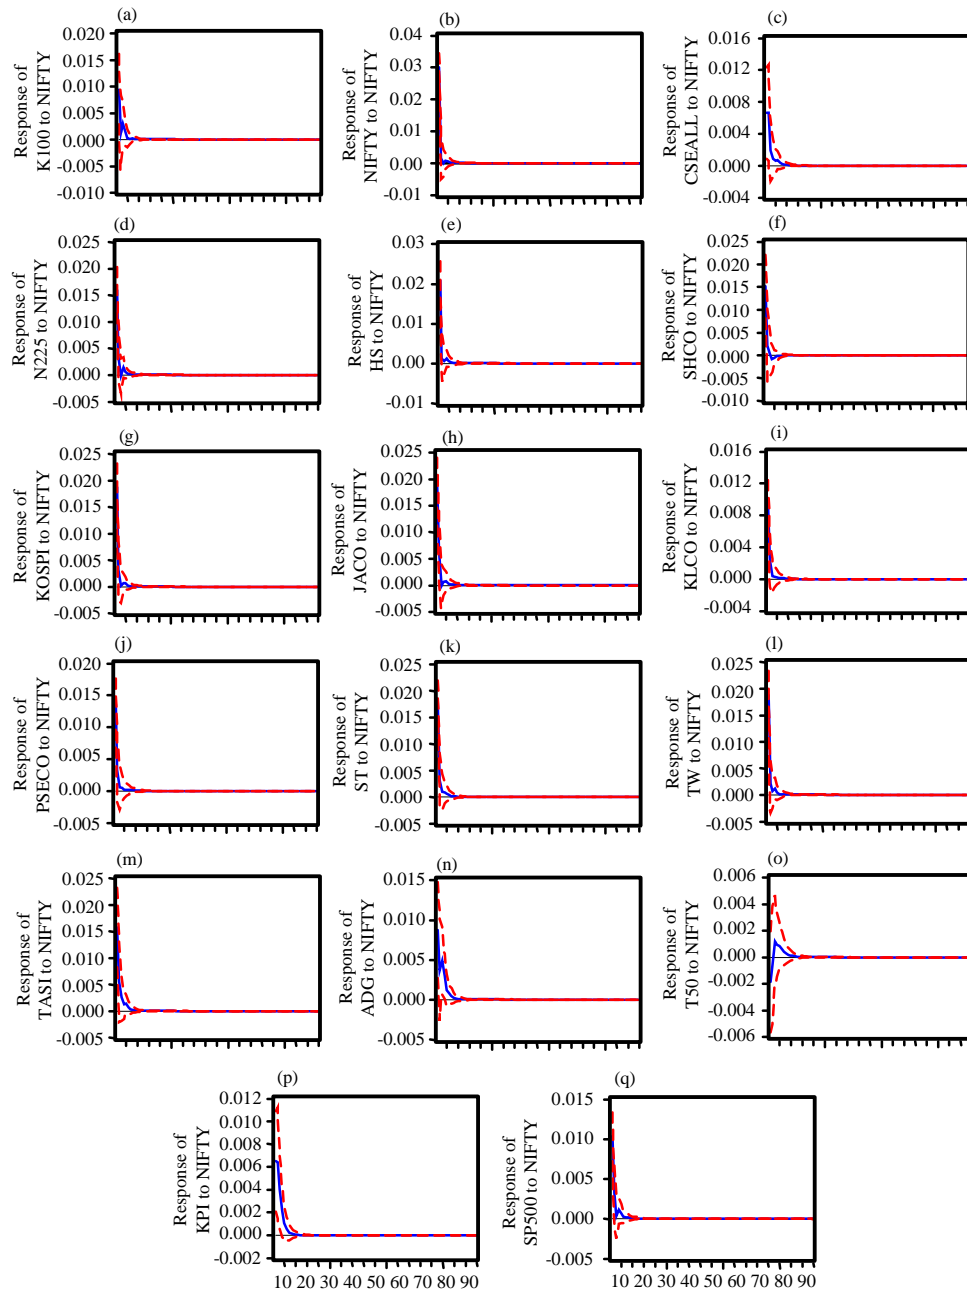 (a)
Response of
K100 to NIFTY
0.020
0.015
0.010
0.005
0.000
-0.005
-0.010
(b)
Response of
NIFTY to NIFTY
0.04
0.03
0.02
0.01
0.00
-0.01
(c)
Response of
CSEALL to NIFTY
0.016
0.012
0.008
0.004
0.000
-0.004
(d)
Response of
N225 to NIFTY
0.025
0.020
0.015
0.010
0.005
0.000
-0.005
(e)
Response of
HS to NIFTY
0.03
0.02
0.01
0.00
-0.01
(f)
Response of
SHCO to NIFTY
0.025
0.020
0.015
0.010
0.005
0.000
-0.005
-0.010
(g)
Response of
KOSPI to NIFTY
0.025
0.020
0.015
0.010
0.005
0.000
-0.005
(h)
Response of
JACO to NIFTY
0.025
0.020
0.015
0.010
0.005
0.000
-0.005
(i)
Response of
KLCO to NIFTY
0.016
0.012
0.008
0.004
0.000
-0.004
(j)
Response of
PSECO to NIFTY
0.020
0.015
0.010
0.005
0.000
-0.005
(k)
Response of
ST to NIFTY
0.025
0.020
0.015
0.010
0.005
0.000
-0.005
(l)
Response of
TW to NIFTY
0.025
0.020
0.015
0.010
0.005
0.000
-0.005
(m)
Response of
TASI to NIFTY
0.025
0.020
0.015
0.010
0.005
0.000
-0.005
(n)
Response of
ADG to NIFTY
0.015
0.010
0.005
0.000
-0.005
(o)
Response of
T50 to NIFTY
0.006
0.004
0.002
-0.000
-0.002
-0.004
-0.006
(p)
Response of
KPI to NIFTY
0.012
0.010
0.008
0.006
0.004
0.002
0.000
-0.002
10 20 30 40 50 60 70 80 90
(q)
Response of
SP500 to NIFTY
0.015
0.010
0.005
0.000
-0.005
10 20 30 40 50 60 70 80 90